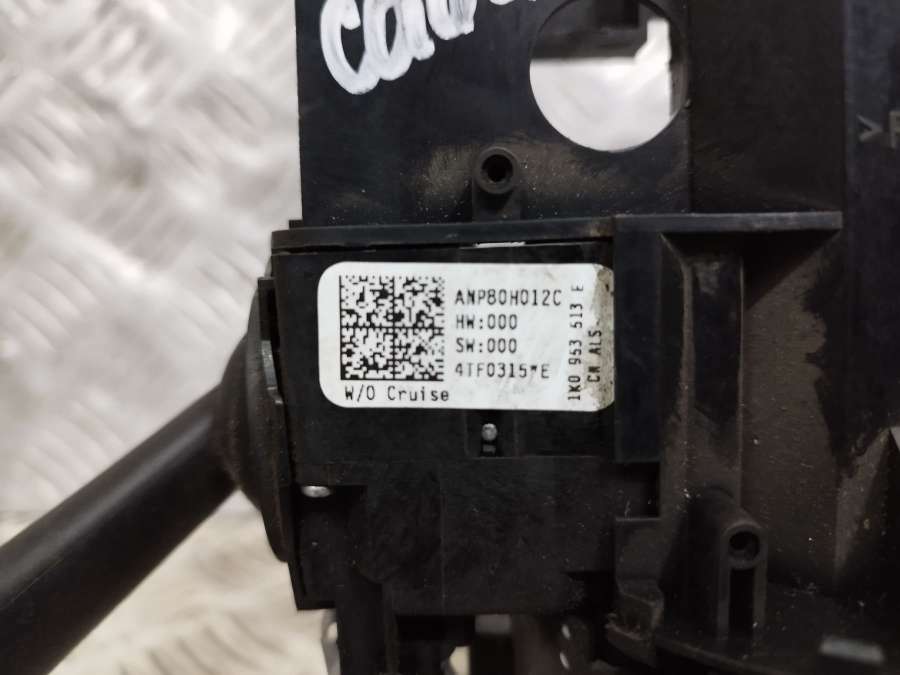 ANP80H012C
HW:000
SW:000
4TF0315*E
W/O Cruise
1K0 953 513 E
CN ALS